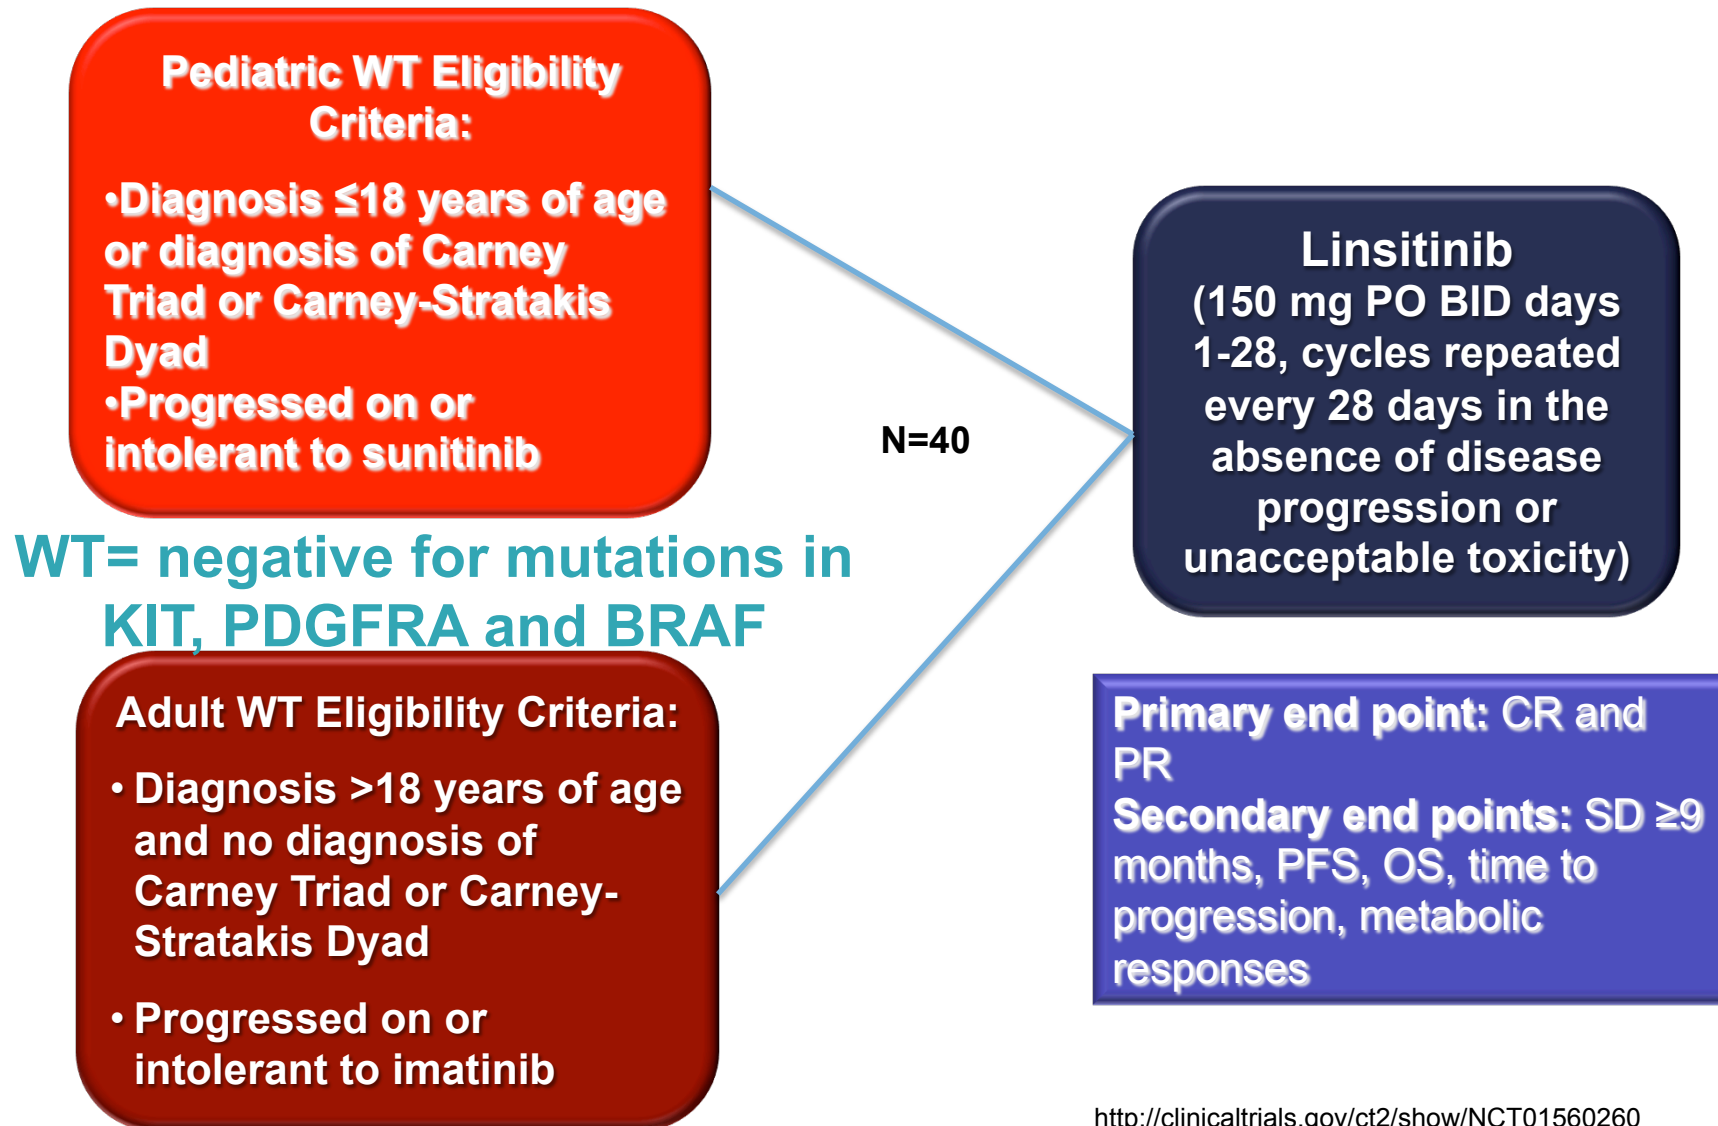 Pediatric WT Eligibility
Criteria:
•Diagnosis ≤18 years of age
or diagnosis of Carney
Triad or Carney-Stratakis
Dyad
•Progressed on or
intolerant to sunitinib
WT= negative for mutations in
KIT, PDGFRA and BRAF
Adult WT Eligibility Criteria:
• Diagnosis >18 years of age
and no diagnosis of
Carney Triad or Carney-
Stratakis Dyad
• Progressed on or
intolerant to imatinib
N=40
Linsitinib
(150 mg PO BID days
1-28, cycles repeated
every 28 days in the
absence of disease
progression or
unacceptable toxicity)
Primary end point: CR and
PR
Secondary end points: SD ≥9
months, PFS, OS, time to
progression, metabolic
responses
http://clinicaltrials.gov/ct2/show/NCT01560260